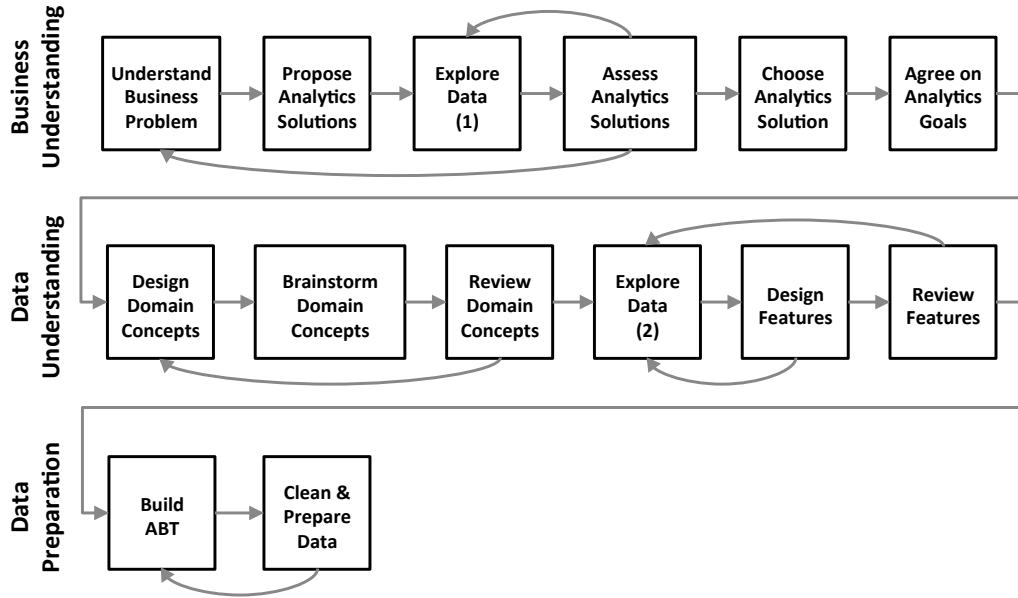 Business
Understanding
Understand
Business
Problem
Propose
Analytics
Solutions
Explore
Data
(1)
Assess
Analytics
Solutions
Choose
Analytics
Solution
Agree on
Analytics
Goals
Data
Understanding
Design
Domain
Concepts
Brainstorm
Domain
Concepts
Review
Domain
Concepts
Explore
Data
(2)
Design
Features
Review
Features
Data
Preparation
Build
ABT
Clean &
Prepare
Data